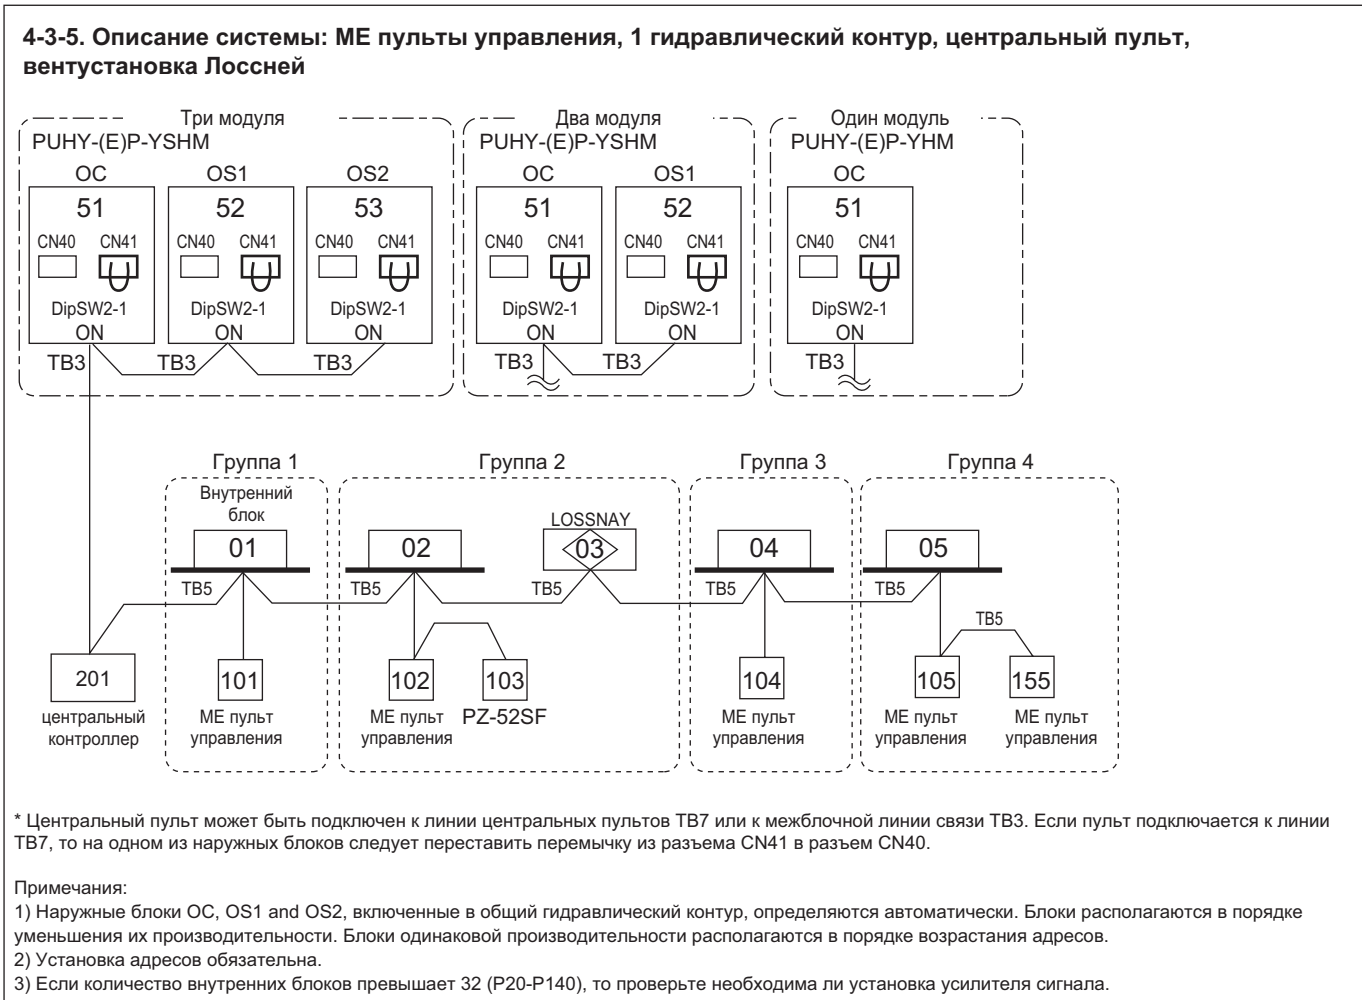 4-3-5. Описание системы: МЕ пульты управления, 1 гидравлический контур, центральный пульт,
вентустановка Лоссней
Три модуля
Два модуля
Один модуль
PUHY-(E)P-YSHM
PUHY-(E)P-YSHM
PUHY-(E)P-YHM
OC OS1 OS2 OC OS1 OC
51 52 53 51 52 51
CN40 CN41 CN40 CN41 CN40 CN41 CN40 CN41 CN40 CN41 CN40 CN41
DipSW2-1 DipSW2-1 DipSW2-1 DipSW2-1 DipSW2-1 DipSW2-1
ON ON ON ON ON ON
TB3 TB3 TB3 TB3 TB3 TB3
Группа 1 Группа 2 Группа 3 Группа 4
Внутренний
блок
LOSSNAY
01 02 03 04 05
TB5 TB5 TB5 TB5 TB5
TB5
201 101 102 103 104 105 155
центральный
контроллер
МЕ пульт
управления
МЕ пульт
управления
PZ-52SF
МЕ пульт
управления
МЕ пульт
управления
МЕ пульт
управления
* Центральный пульт может быть подключен к линии центральных пультов TB7 или к межблочной линии связи TB3. Если пульт подключается к линии
TB7, то на одном из наружных блоков следует переставить перемычку из разъема CN41 в разъем CN40.
Примечания:
1) Наружные блоки OC, OS1 and OS2, включенные в общий гидравлический контур, определяются автоматически. Блоки располагаются в порядке
уменьшения их производительности. Блоки одинаковой производительности располагаются в порядке возрастания адресов.
2) Установка адресов обязательна.
3) Если количество внутренних блоков превышает 32 (P20-P140), то проверьте необходима ли установка усилителя сигнала.